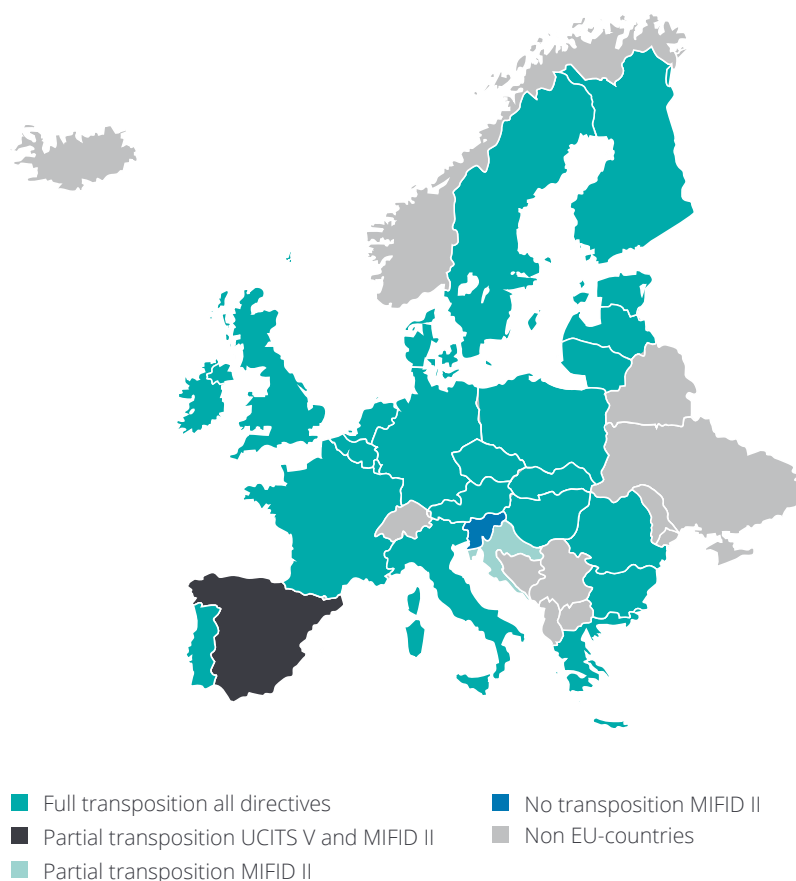 Full transposition all directives
Partial transposition UCITS V and MIFID II
Partial transposition MIFID II
No transposition MIFID II
Non EU-countries